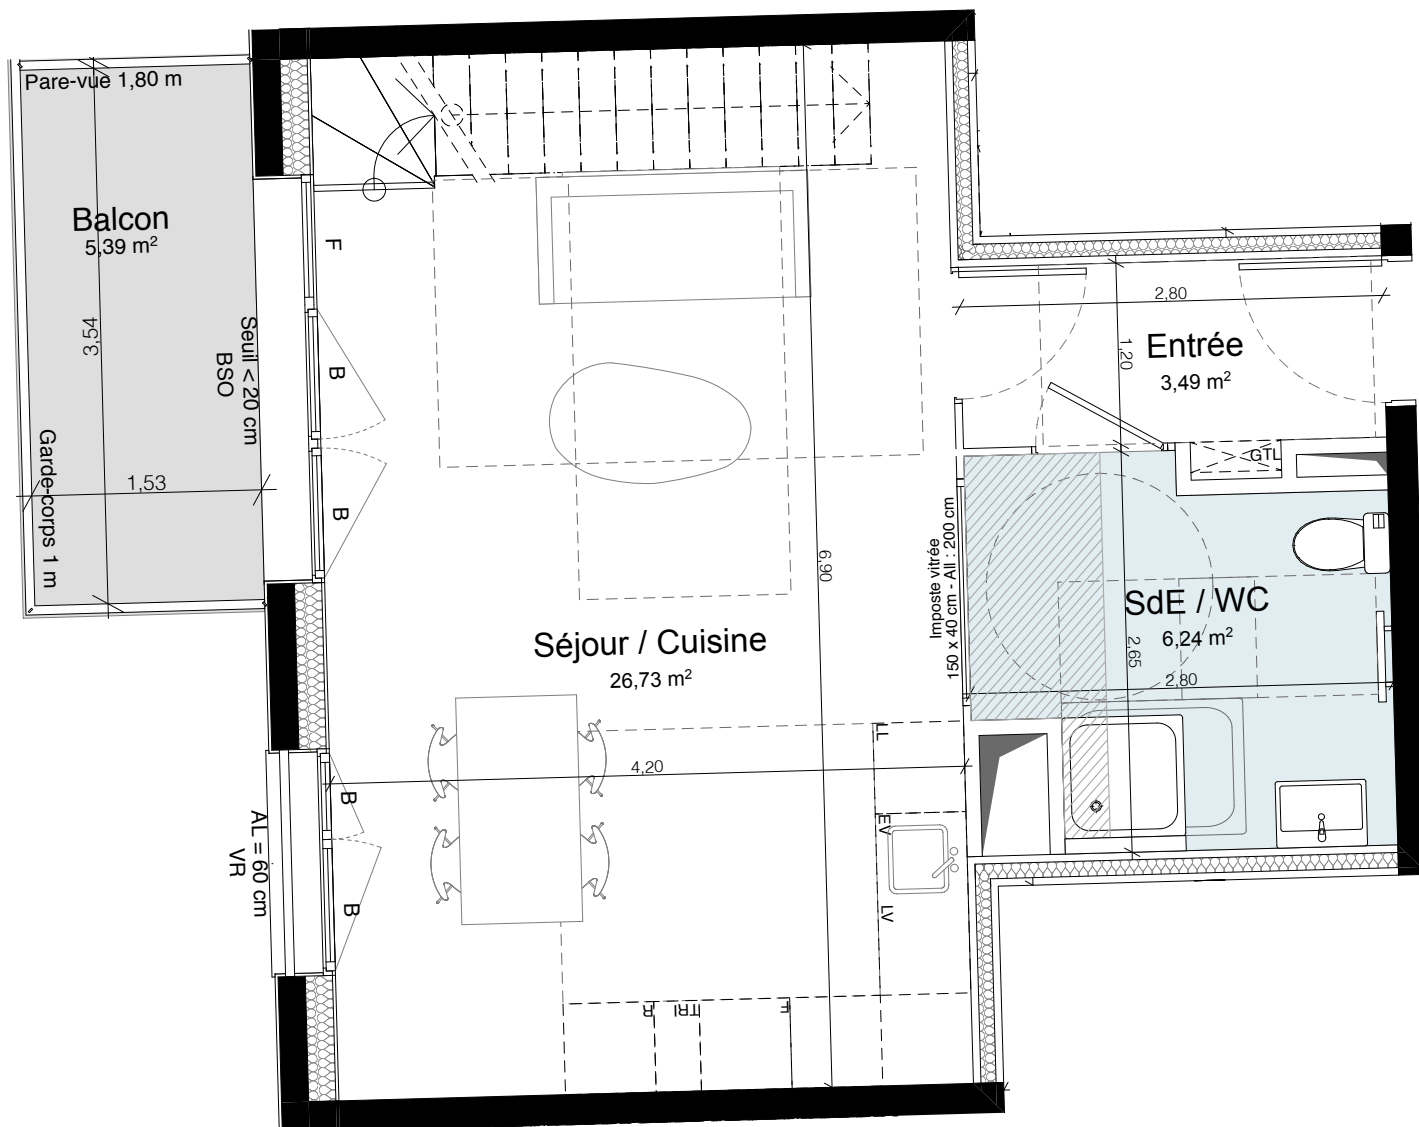 Pare-vue 1,80 m
Balcon
5,39 m²
3,54
Seuil < 20 cm
BSO
Garde-corps 1 m
1,53
F
B
B
2,80
1,20
Entrée
3,49 m²
GTL
6,90
Imposte vitrée
150 x 40 cm - All : 200 cm
SdE / WC
6,24 m²
2,65
2,80
Séjour / Cuisine
26,73 m²
4,20
LL
EV
LV
B
B
AL = 60 cm
VR
R
TRI
F